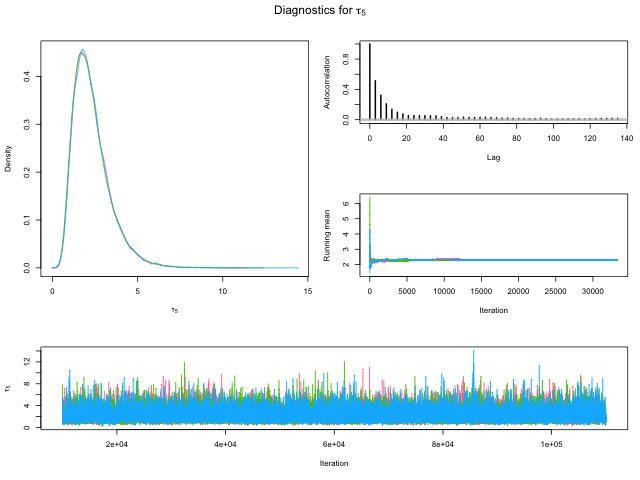 Diagnostics for τ₅
Density
0.0
0.1
0.2
0.3
0.4
0 5 10 15
τ₅
Autocorrelation
0.0
0.4
0.8
0 20 40 60 80 100 120 140
Lag
Running mean
2
3
4
5
6
0 5000 10000 15000 20000 25000 30000
Iteration
τ₅
0
4
8
12
2e+04 4e+04 6e+04 8e+04 1e+05
Iteration